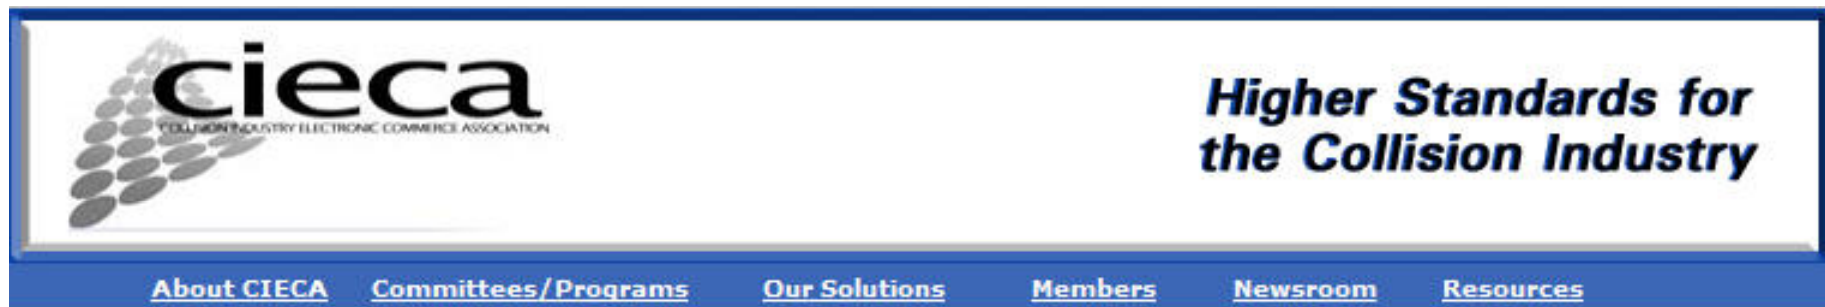 cieca
COLLISION INDUSTRY ELECTRONIC COMMERCE ASSOCIATION
Higher Standards for
the Collision Industry
About CIECA Committees/Programs Our Solutions Members Newsroom Resources